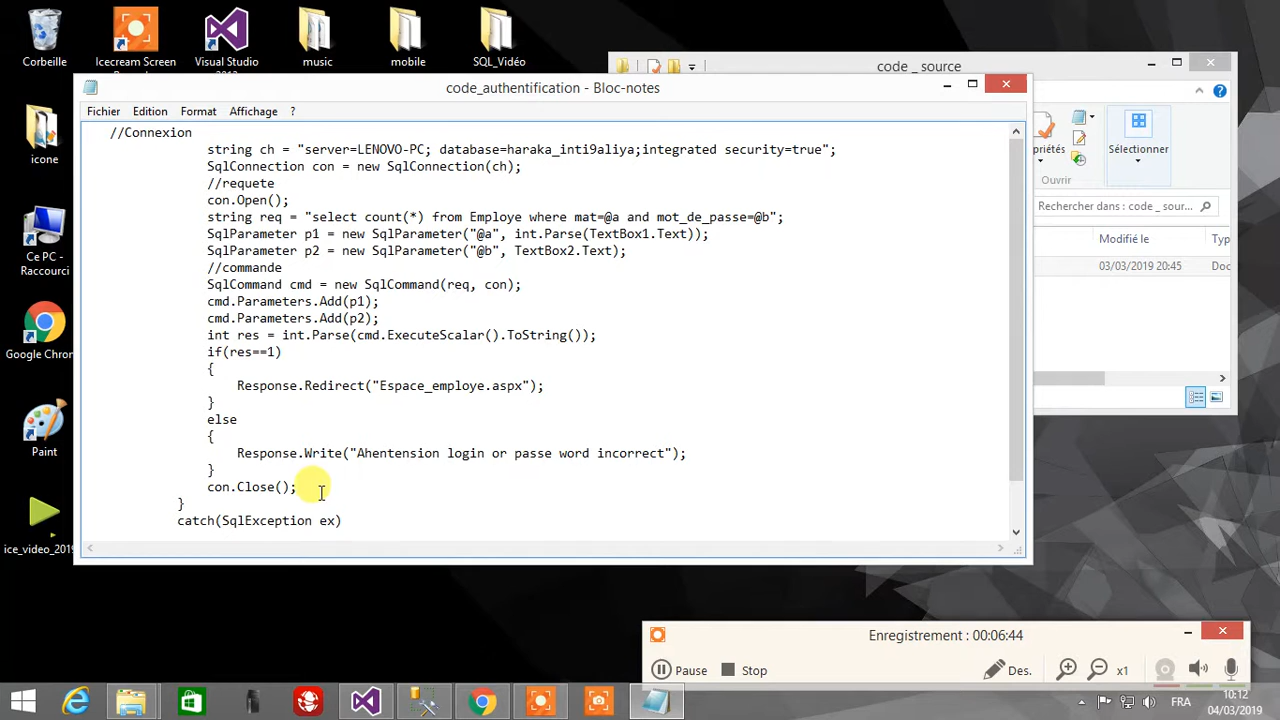 Corbeille
Icecream Screen
Visual Studio
music
mobile
SQL_Vidéo
code _ source
code_authentification - Bloc-notes
Fichier Edition Format Affichage ?
//Connexion
string ch = "server=LENOVO-PC; database=haraka_inti9aliya;integrated security=true";
SqlConnection con = new SqlConnection(ch);
//requete
con.Open();
string req = "select count(*) from Employe where mat=@a and mot_de_passe=@b";
SqlParameter p1 = new SqlParameter("@a", int.Parse(TextBox1.Text));
SqlParameter p2 = new SqlParameter("@b", TextBox2.Text);
//commande
SqlCommand cmd = new SqlCommand(req, con);
cmd.Parameters.Add(p1);
cmd.Parameters.Add(p2);
int res = int.Parse(cmd.ExecuteScalar().ToString());
if(res==1)
{
Response.Redirect("Espace_employe.aspx");
}
else
{
Response.Write("Ahentension login or passe word incorrect");
}
con.Close();
}
catch(SqlException ex)
icone
Ce PC -
Raccourci
Google Chron
Paint
ice_video_2019
priétés
Sélectionner
Ouvrir
Rechercher dans : code _ sour...
Modifié le
Typ
03/03/2019 20:45
Doc
Enregistrement : 00:06:44
Pause
Stop
Des.
x1
FRA
10:12
04/03/2019